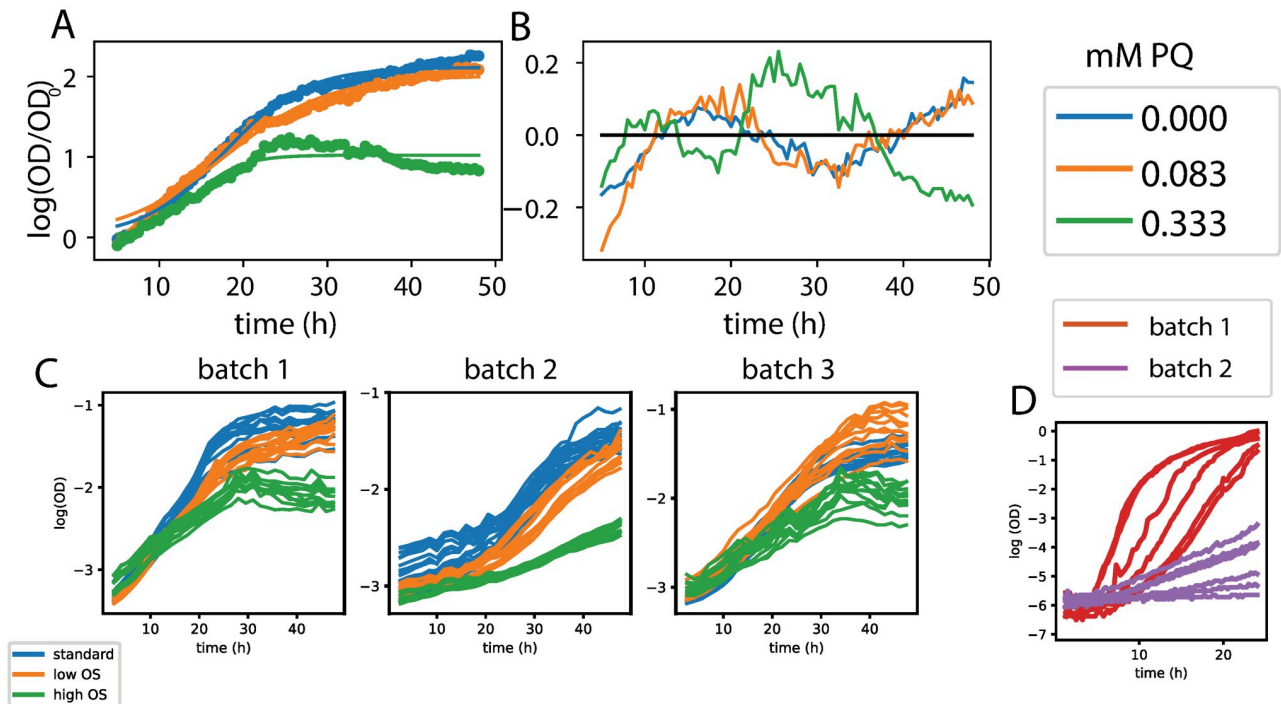 A
B
mM PQ
0.000
0.083
0.333
log(OD/OD₀)
2
1
0
10
20
30
40
50
time (h)
0.2
0.0
−0.2
10
20
30
40
50
time (h)
batch 1
batch 2
C
batch 1
batch 2
batch 3
D
log(OD)
−1
−2
−3
10
20
30
40
time (h)
−1
−2
−3
10
20
30
40
time (h)
−1
−2
−3
10
20
30
40
time (h)
log (OD)
0
−1
−2
−3
−4
−5
−6
−7
10
20
time (h)
standard
low OS
high OS